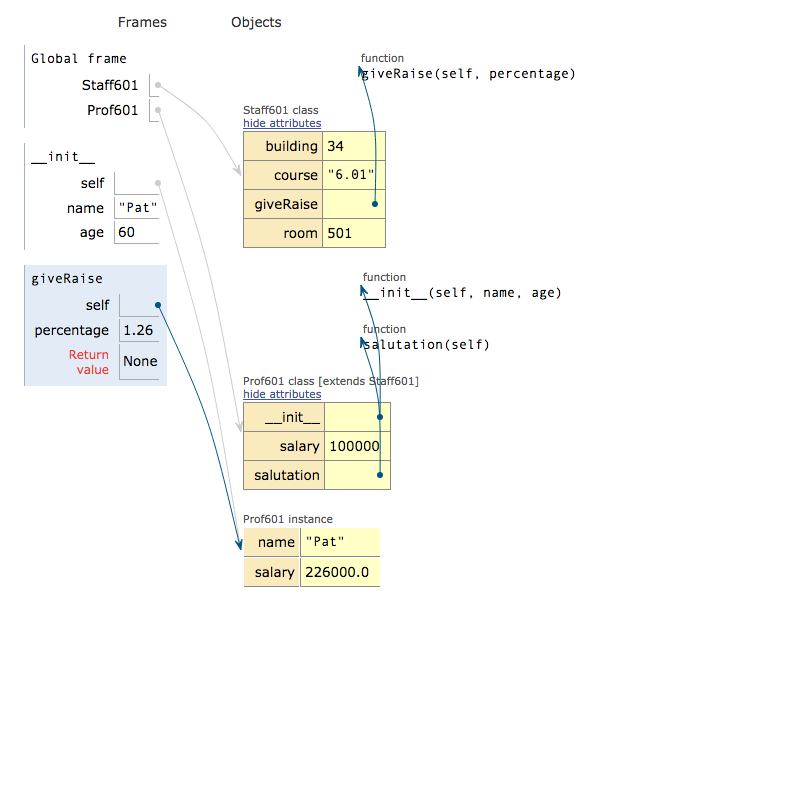 Frames Objects
Global frame
Staff601
Prof601
__init__
self
name "Pat"
age 60
giveRaise
self
percentage 1.26
Return
value None
function
giveRaise(self, percentage)
Staff601 class
hide attributes
building 34
course "6.01"
giveRaise
room 501
function
__init__(self, name, age)
function
salutation(self)
Prof601 class [extends Staff601]
hide attributes
__init__
salary 100000
salutation
Prof601 instance
name "Pat"
salary 226000.0